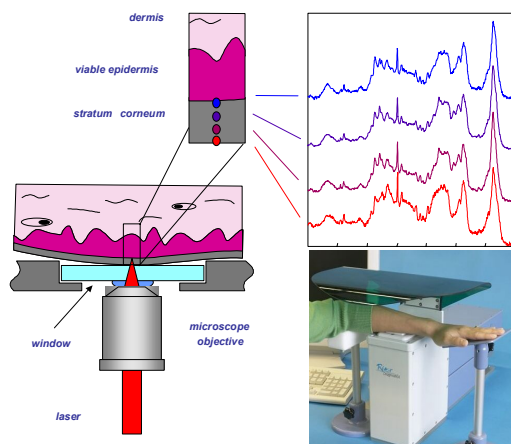 dermis
viable epidermis
stratum corneum
window
microscope
objective
laser